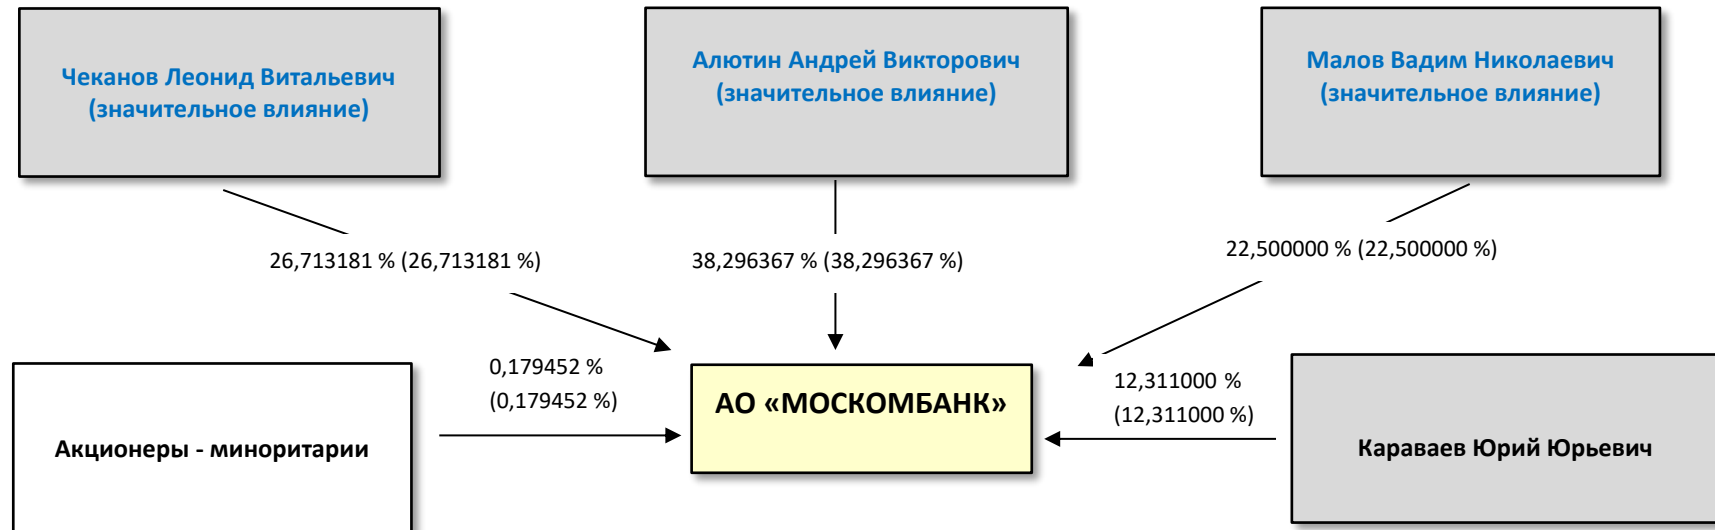 Чеканов Леонид Витальевич
(значительное влияние)
Алютин Андрей Викторович
(значительное влияние)
Малов Вадим Николаевич
(значительное влияние)
26,713181 % (26,713181 %)
38,296367 % (38,296367 %)
22,500000 % (22,500000 %)
Акционеры - миноритарии
0,179452 %
(0,179452 %)
АО «МОСКОМБАНК»
12,311000 %
(12,311000 %)
Караваев Юрий Юрьевич